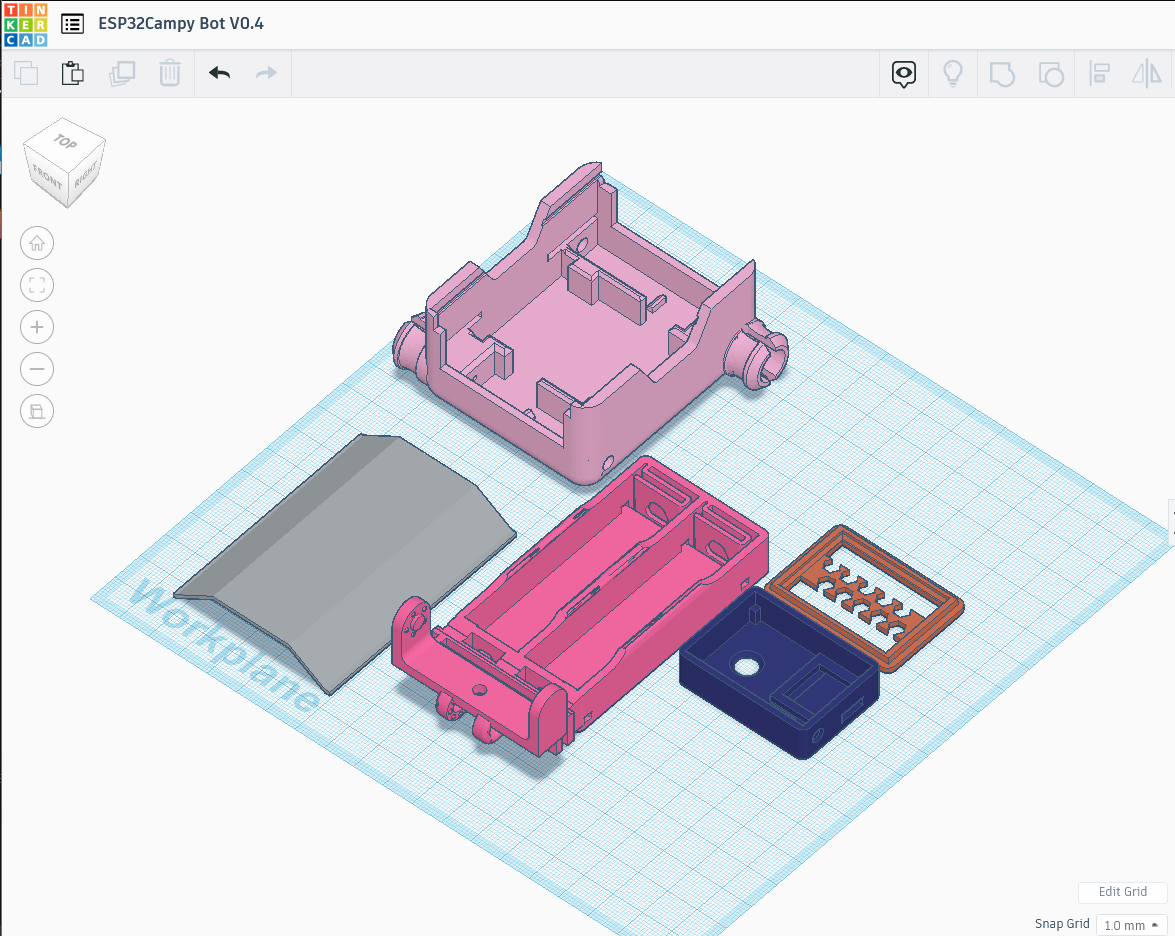 TIN
KER
CAD
ESP32Campy Bot V0.4
TOP
FRONT
RIGHT
Workplane
Edit Grid
Snap Grid
1.0 mm